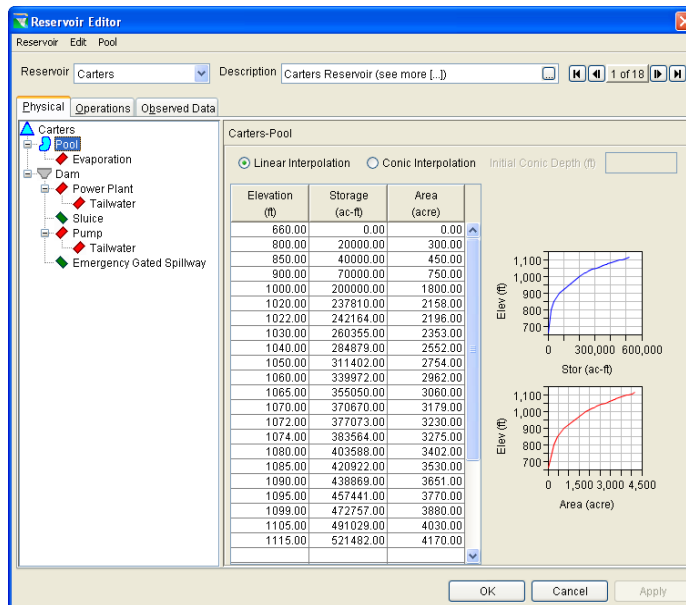 Reservoir Editor
Reservoir Edit Pool
Reservoir Carters Description Carters Reservoir (see more [...]) ... 1 of 18
Physical Operations Observed Data
Carters
Pool
Evaporation
Dam
Power Plant
Tailwater
Sluice
Pump
Tailwater
Emergency Gated Spillway
Carters-Pool
Linear Interpolation Conic Interpolation Initial Conic Depth (ft)
Elevation Storage Area
(ft) (ac-ft) (acre)
660.00 0.00 0.00
800.00 20000.00 300.00
850.00 40000.00 450.00
900.00 70000.00 750.00
1000.00 200000.00 1800.00
1020.00 237810.00 2158.00
1022.00 242164.00 2196.00
1030.00 260355.00 2353.00
1040.00 284879.00 2552.00
1050.00 311402.00 2754.00
1060.00 339972.00 2962.00
1065.00 355050.00 3060.00
1070.00 370670.00 3179.00
1072.00 377073.00 3230.00
1074.00 383564.00 3275.00
1080.00 403588.00 3402.00
1085.00 420922.00 3530.00
1090.00 438869.00 3651.00
1095.00 457441.00 3770.00
1099.00 472757.00 3880.00
1105.00 491029.00 4030.00
1115.00 521482.00 4170.00
Elev (ft)
1,100
1,000
900
800
700
0 300,000 600,000
Stor (ac-ft)
Elev (ft)
1,100
1,000
900
800
700
0 1,500 3,000 4,500
Area (acre)
OK Cancel Apply